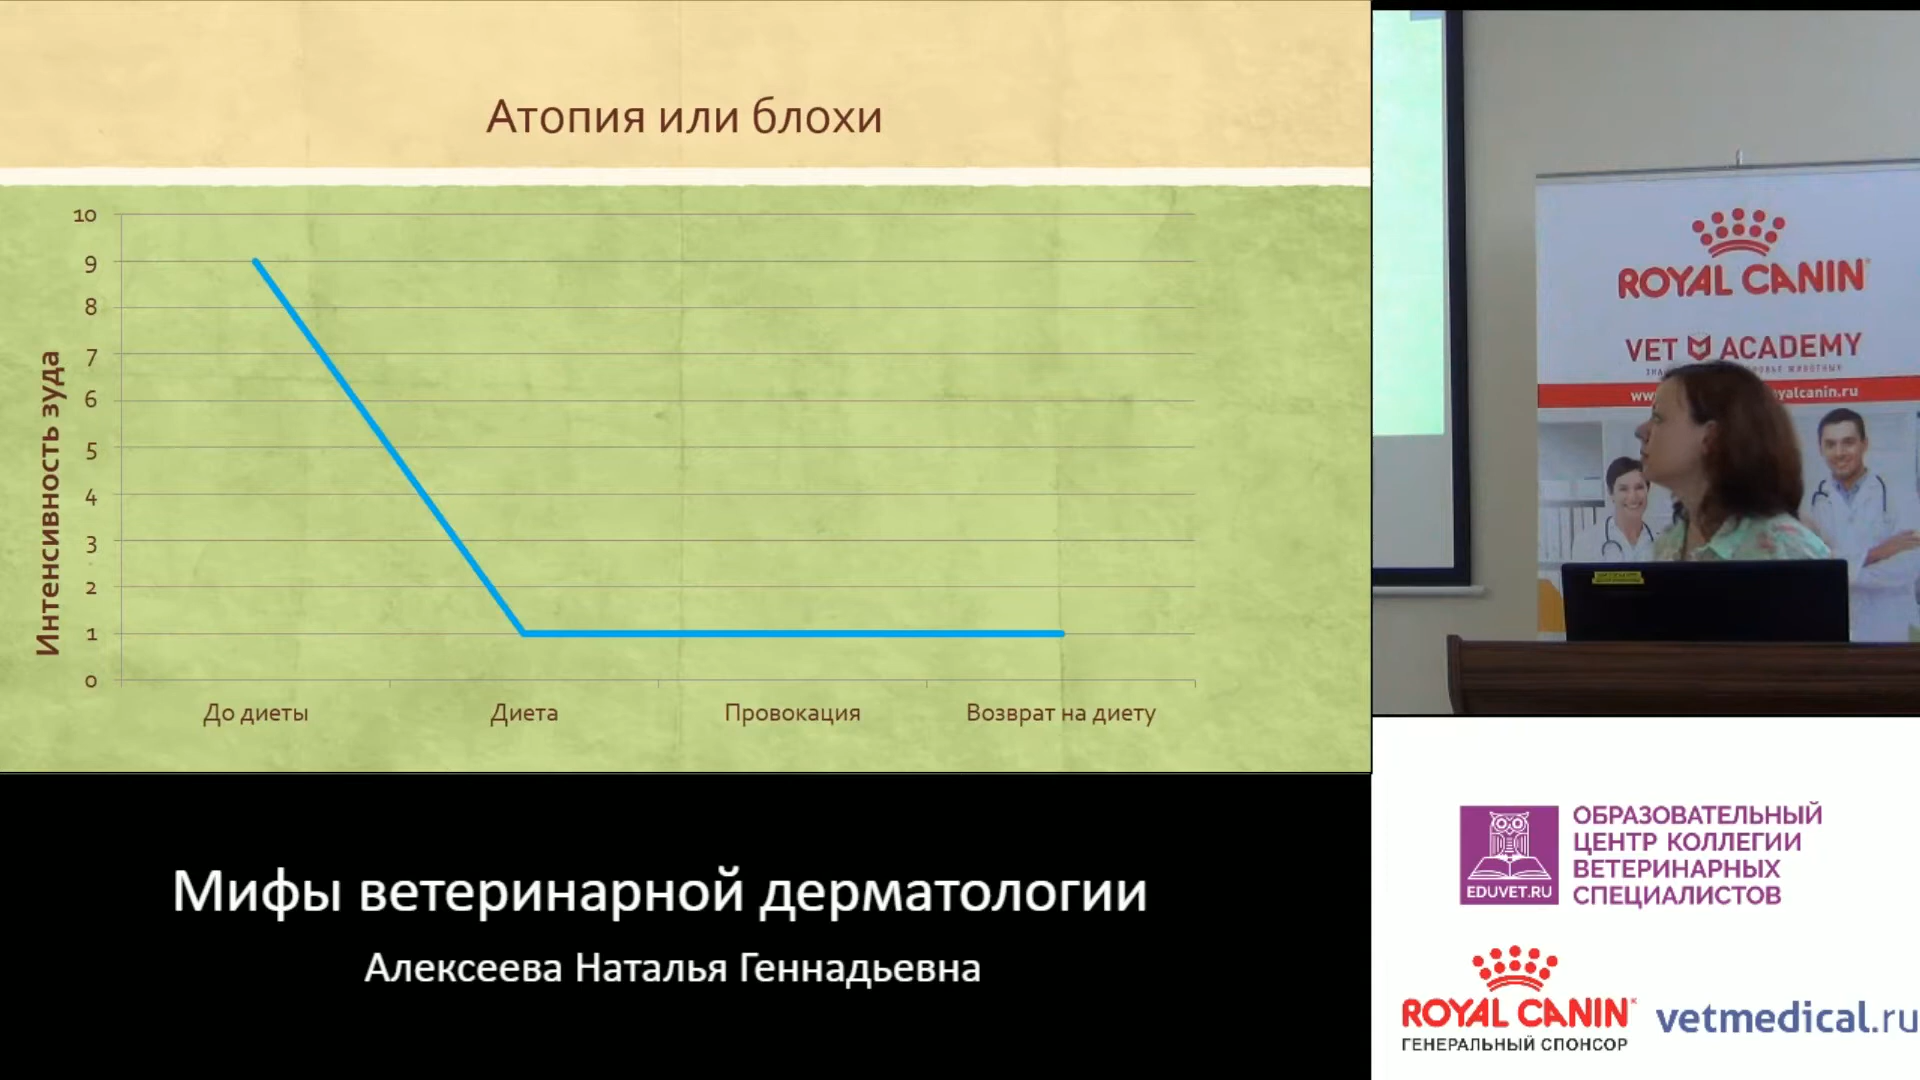 Атопия или блохи
10
9
8
7
6
5
4
3
2
1
0
Интенсивность зуда
До диеты
Диета
Провокация
Возврат на диету
Мифы ветеринарной дерматологии
Алексеева Наталья Геннадьевна
ROYAL CANIN
VET ACADEMY
yalcanin.ru
ОБРАЗОВАТЕЛЬНЫЙ
ЦЕНТР КОЛЛЕГИИ
ВЕТЕРИНАРНЫХ
СПЕЦИАЛИСТОВ
EDUVET.RU
ROYAL CANIN
ГЕНЕРАЛЬНЫЙ СПОНСОР
vetmedical.ru